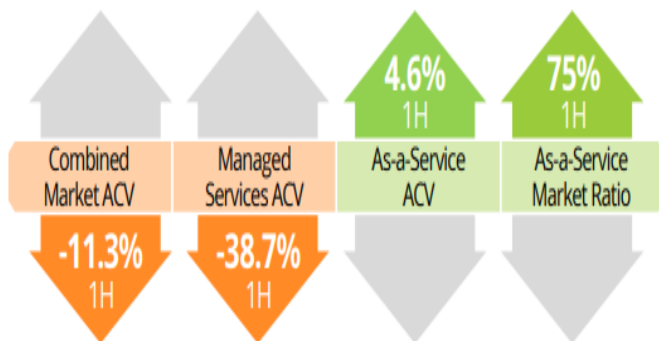 4.6%
1H
75%
1H
Combined
Market ACV
Managed
Services ACV
As-a-Service
ACV
As-a-Service
Market Ratio
-11.3%
1H
-38.7%
1H